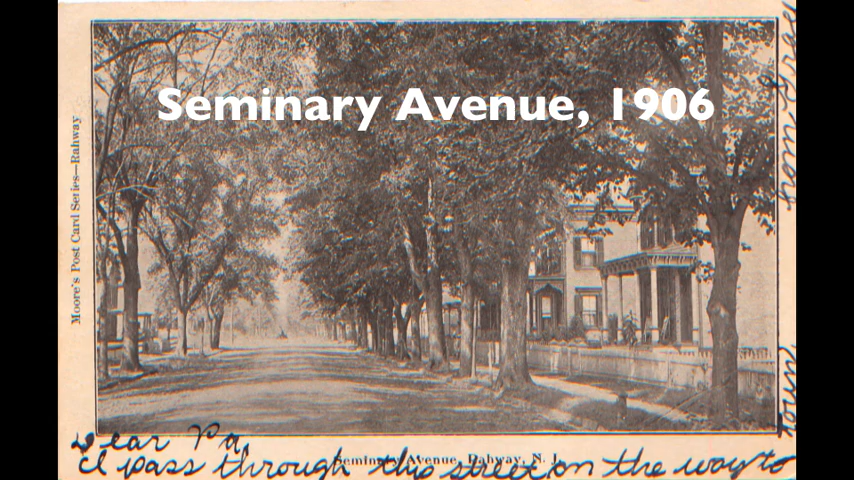 Seminary Avenue, 1906
Moore's Post Card Series—Rahway
Seminary Avenue, Rahway, N. J.
Dear Pa,
I pass through this street on the way to
town